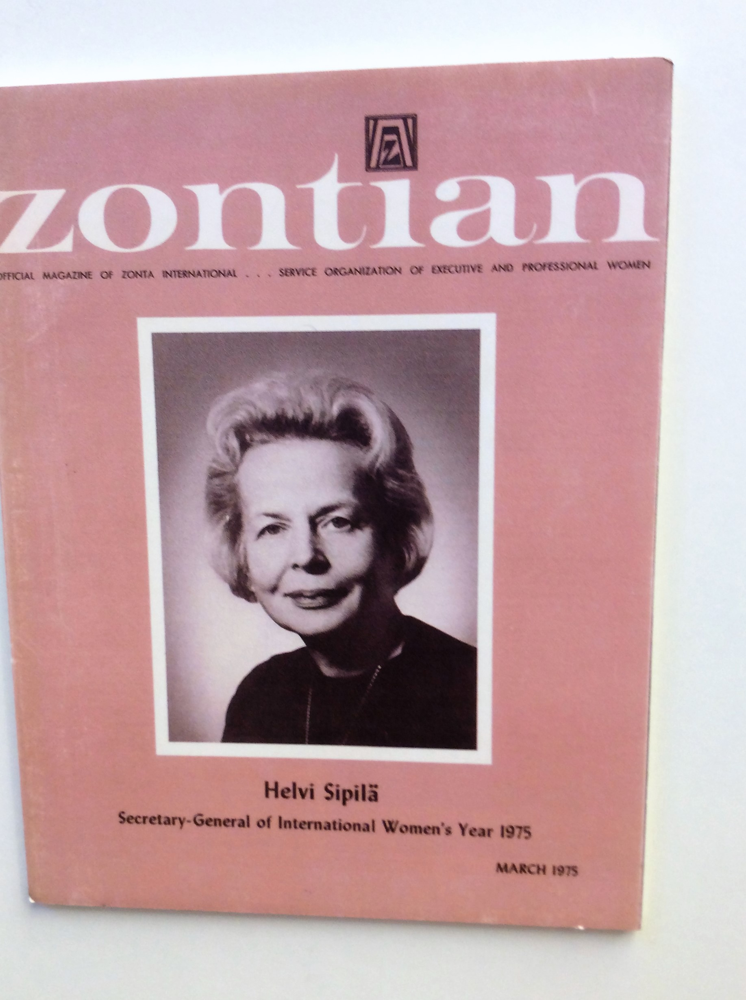 zontian
OFFICIAL MAGAZINE OF ZONTA INTERNATIONAL . . . SERVICE ORGANIZATION OF EXECUTIVE AND PROFESSIONAL WOMEN
Helvi Sipilä
Secretary-General of International Women's Year 1975
MARCH 1975